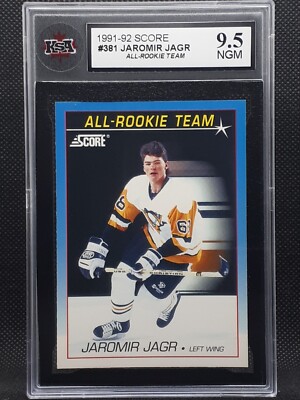 KSA
1991-92 SCORE
#381 JAROMIR JAGR
ALL-ROOKIE TEAM
9.5
NGM
ALL-ROOKIE TEAM
SCORE
68
JAROMIR JAGR • LEFT WING